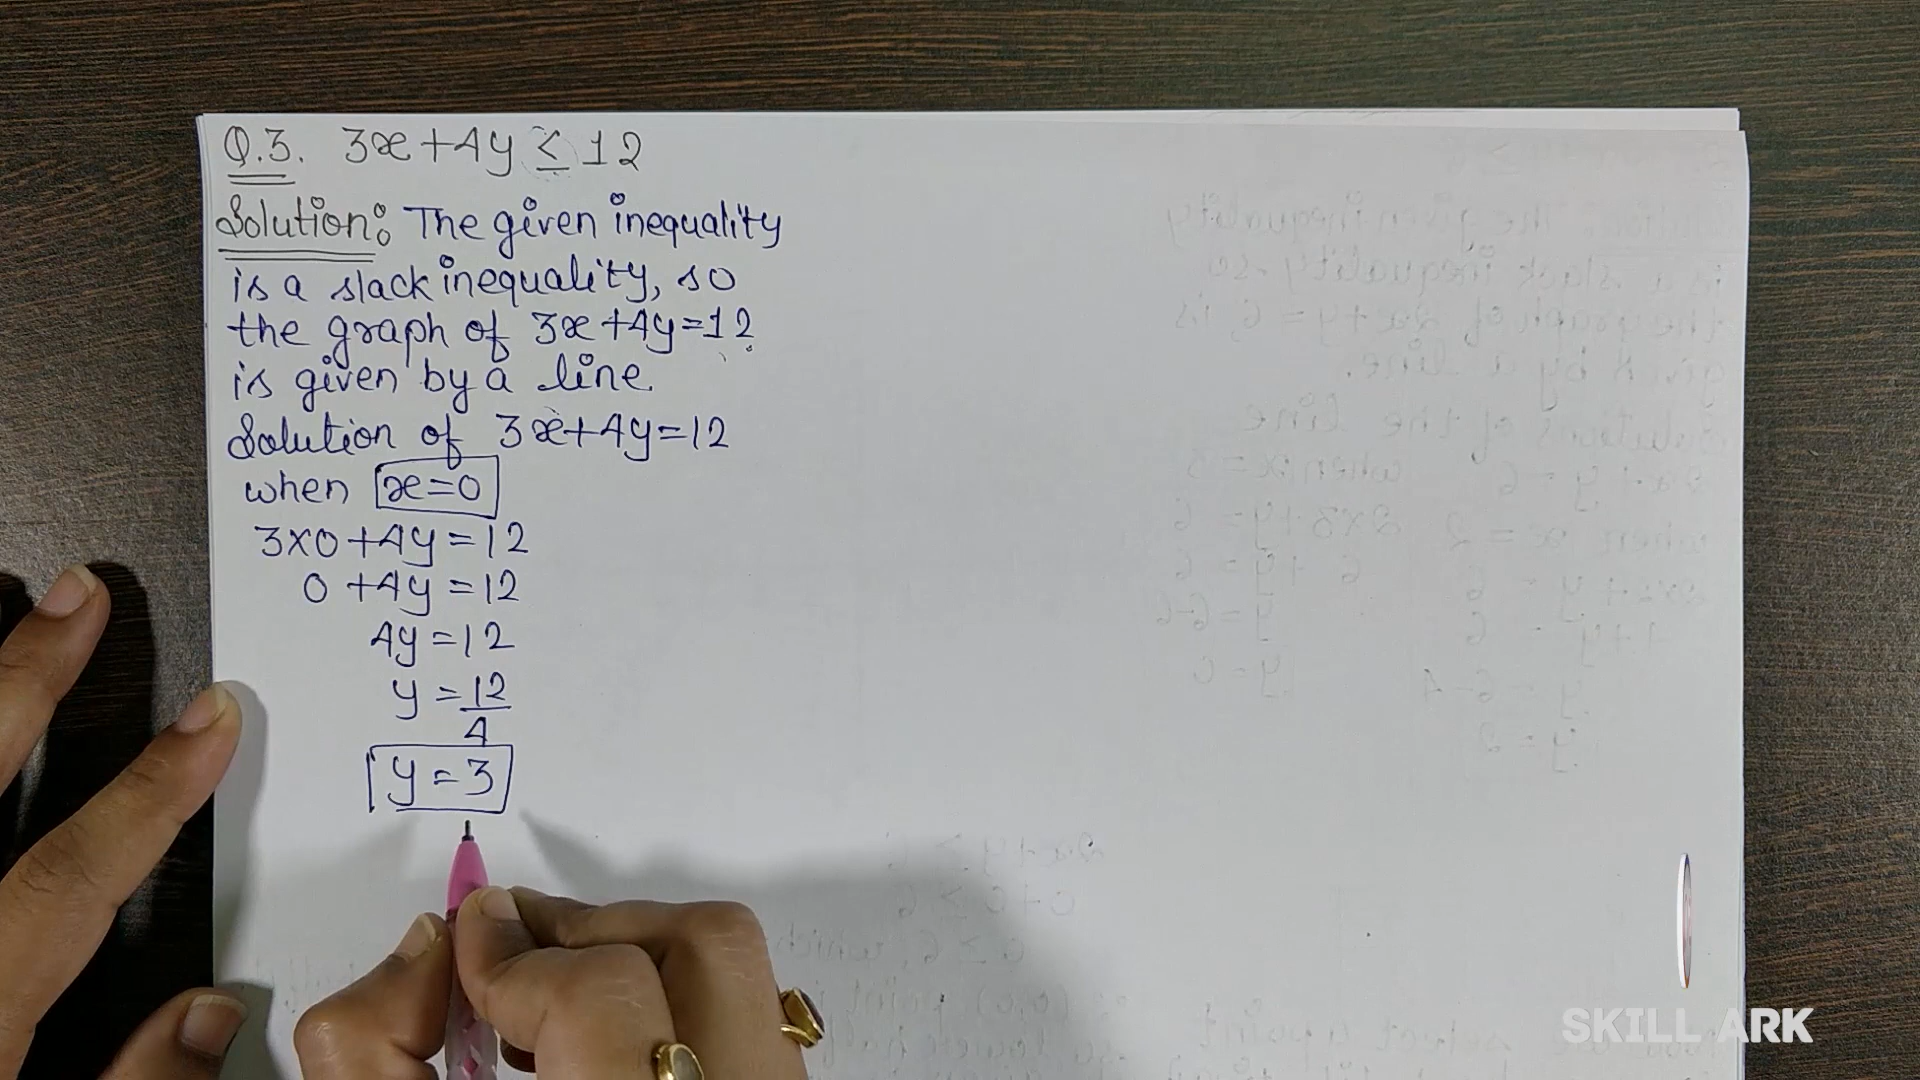 Q.3. 3x+4y ≤ 12
Solution: The given inequality
is a slack inequality, so
the graph of 3x+4y=12
is given by a line.
Solution of 3x+4y=12
when x=0
3×0+4y=12
0+4y=12
4y=12
y=12/4
y=3
SKILL ARK